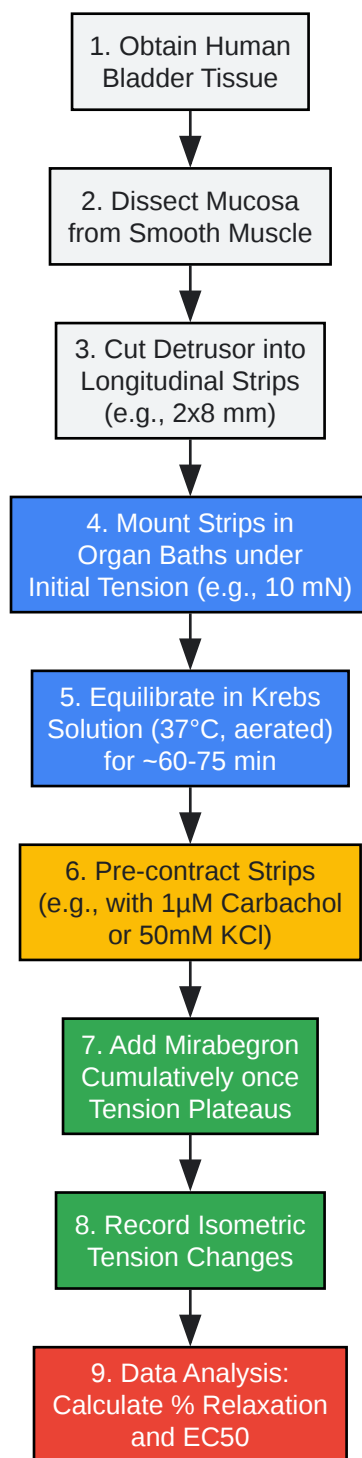 1. Obtain Human
Bladder Tissue
2. Dissect Mucosa
from Smooth Muscle
3. Cut Detrusor into
Longitudinal Strips
(e.g., 2x8 mm)
4. Mount Strips in
Organ Baths under
Initial Tension (e.g., 10 mN)
5. Equilibrate in Krebs
Solution (37°C, aerated)
for ~60-75 min
6. Pre-contract Strips
(e.g., with 1µM Carbachol
or 50mM KCl)
7. Add Mirabegron
Cumulatively once
Tension Plateaus
8. Record Isometric
Tension Changes
9. Data Analysis:
Calculate % Relaxation
and EC50